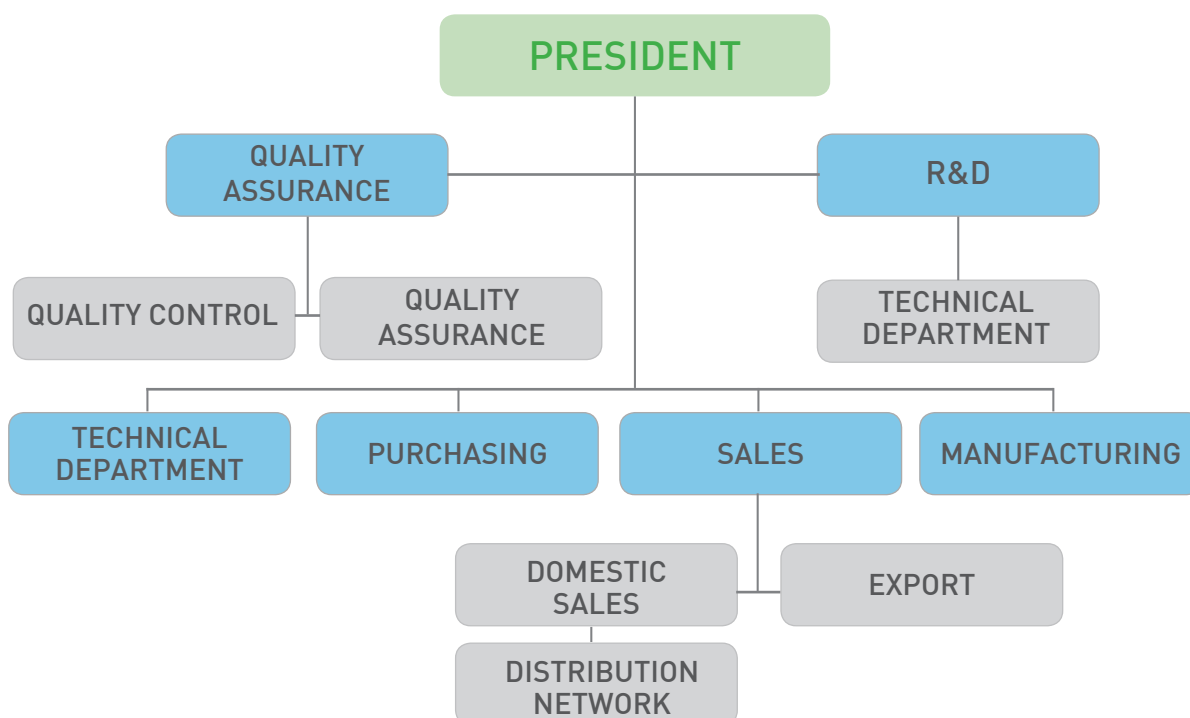 PRESIDENT
QUALITY
ASSURANCE
R&D
QUALITY CONTROL
QUALITY
ASSURANCE
TECHNICAL
DEPARTMENT
TECHNICAL
DEPARTMENT
PURCHASING
SALES
MANUFACTURING
DOMESTIC
SALES
EXPORT
DISTRIBUTION
NETWORK